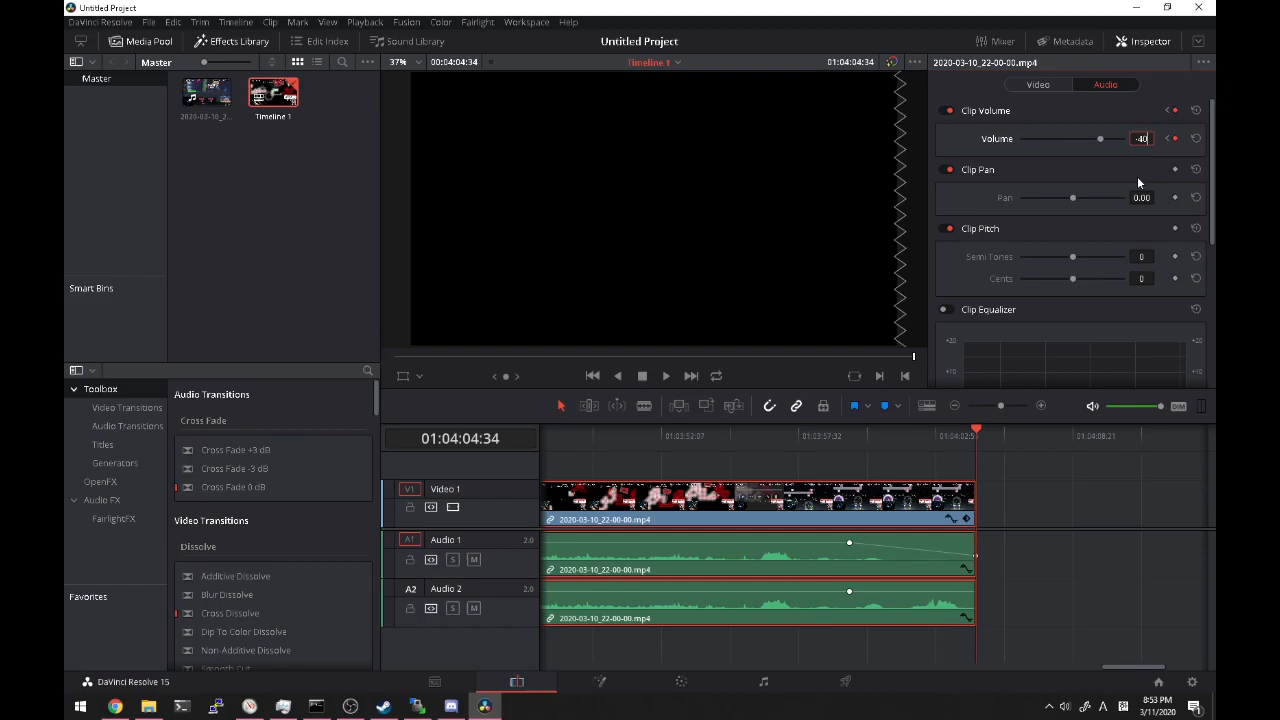 Untitled Project
DaVinci Resolve File Edit Trim Timeline Clip Mark View Playback Fusion Color Fairlight Workspace Help
Media Pool Effects Library Edit Index Sound Library Untitled Project Mixer Metadata Inspector
Master 37% 00:04:04:34 Timeline 1 01:04:04:34 2020-03-10_22-00-00.mp4
Master
2020-03-10_2... Timeline 1
Smart Bins
Video Audio
Clip Volume
Volume -40
Clip Pan
Pan 0.00
Clip Pitch
Semi Tones 0
Cents 0
Clip Equalizer
+20 +20
+10 +10
Toolbox
Video Transitions
Audio Transitions
Titles
Generators
OpenFX
Audio FX
FairlightFX
Favorites
Audio Transitions
Cross Fade
Cross Fade +3 dB
Cross Fade -3 dB
Cross Fade 0 dB
Video Transitions
Dissolve
Additive Dissolve
Blur Dissolve
Cross Dissolve
Dip To Color Dissolve
Non-Additive Dissolve
Smooth Cut
DIM
01:04:04:34 01:03:52:07 01:03:57:32 01:04:02:5 01:04:08:21
V1 Video 1
2020-03-10_22-00-00.mp4
A1 Audio 1 2.0
S M 2020-03-10_22-00-00.mp4
A2 Audio 2 2.0
S M
2020-03-10_22-00-00.mp4
DaVinci Resolve 15
8:53 PM
3/11/2020